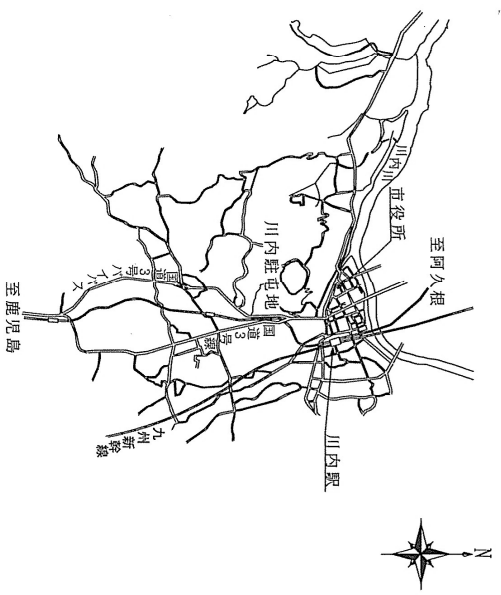 至阿久根
市役所
川内川
川内駐屯地
国道3号バイパス
国道3号線
川内駅
九州新幹線
至鹿児島
N